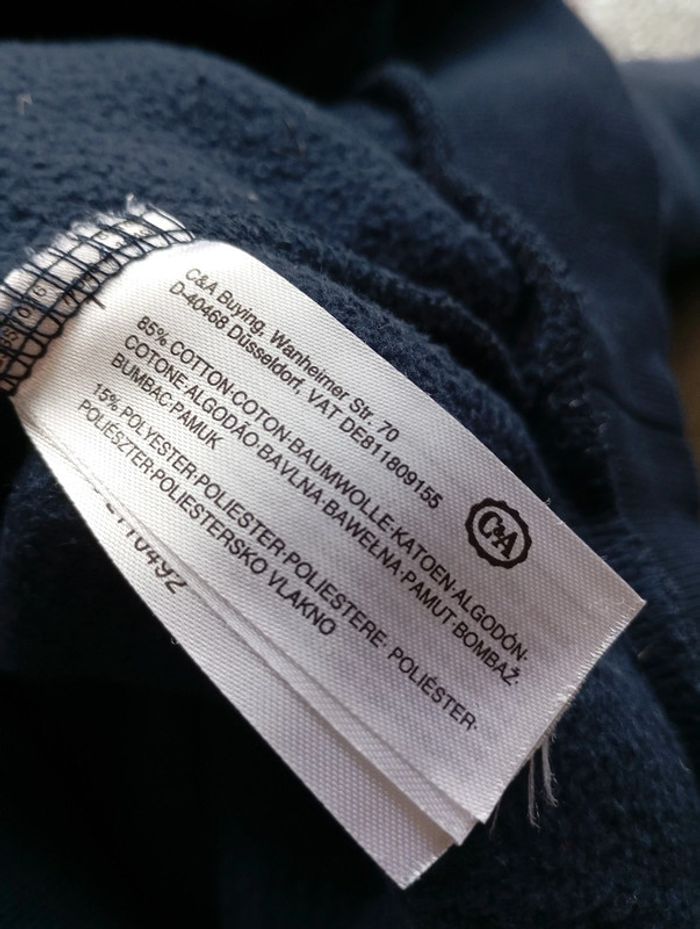 C&A Buying, Wanheimer Str. 70
D-40468 Düsseldorf, VAT DE811809155
C&A
85% COTTON·COTON·BAUMWOLLE·KATOEN·ALGODÓN·
COTONE·ALGODÃO·BAVLNA·BAWEŁNA·PAMUT·BOMBAŽ·
BUMBAC·PAMUK
15% POLYESTER·POLIESTER·POLIESTERE· POLIÉSTER·
POLIÉSZTER·POLIESTERSKO VLAKNO